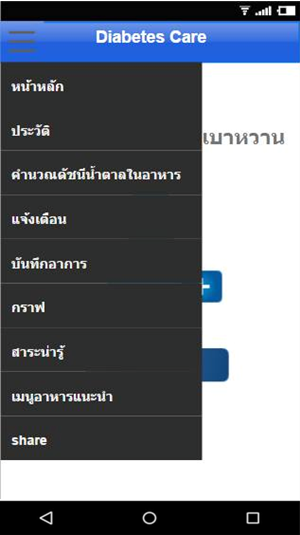 Diabetes Care
หน้าหลัก
ประวัติ
เบาหวาน
คำนวณดัชนีน้ำตาลในอาหาร
แจ้งเตือน
บันทึกอาการ
กราฟ
สาระน่ารู้
เมนูอาหารแนะนำ
share